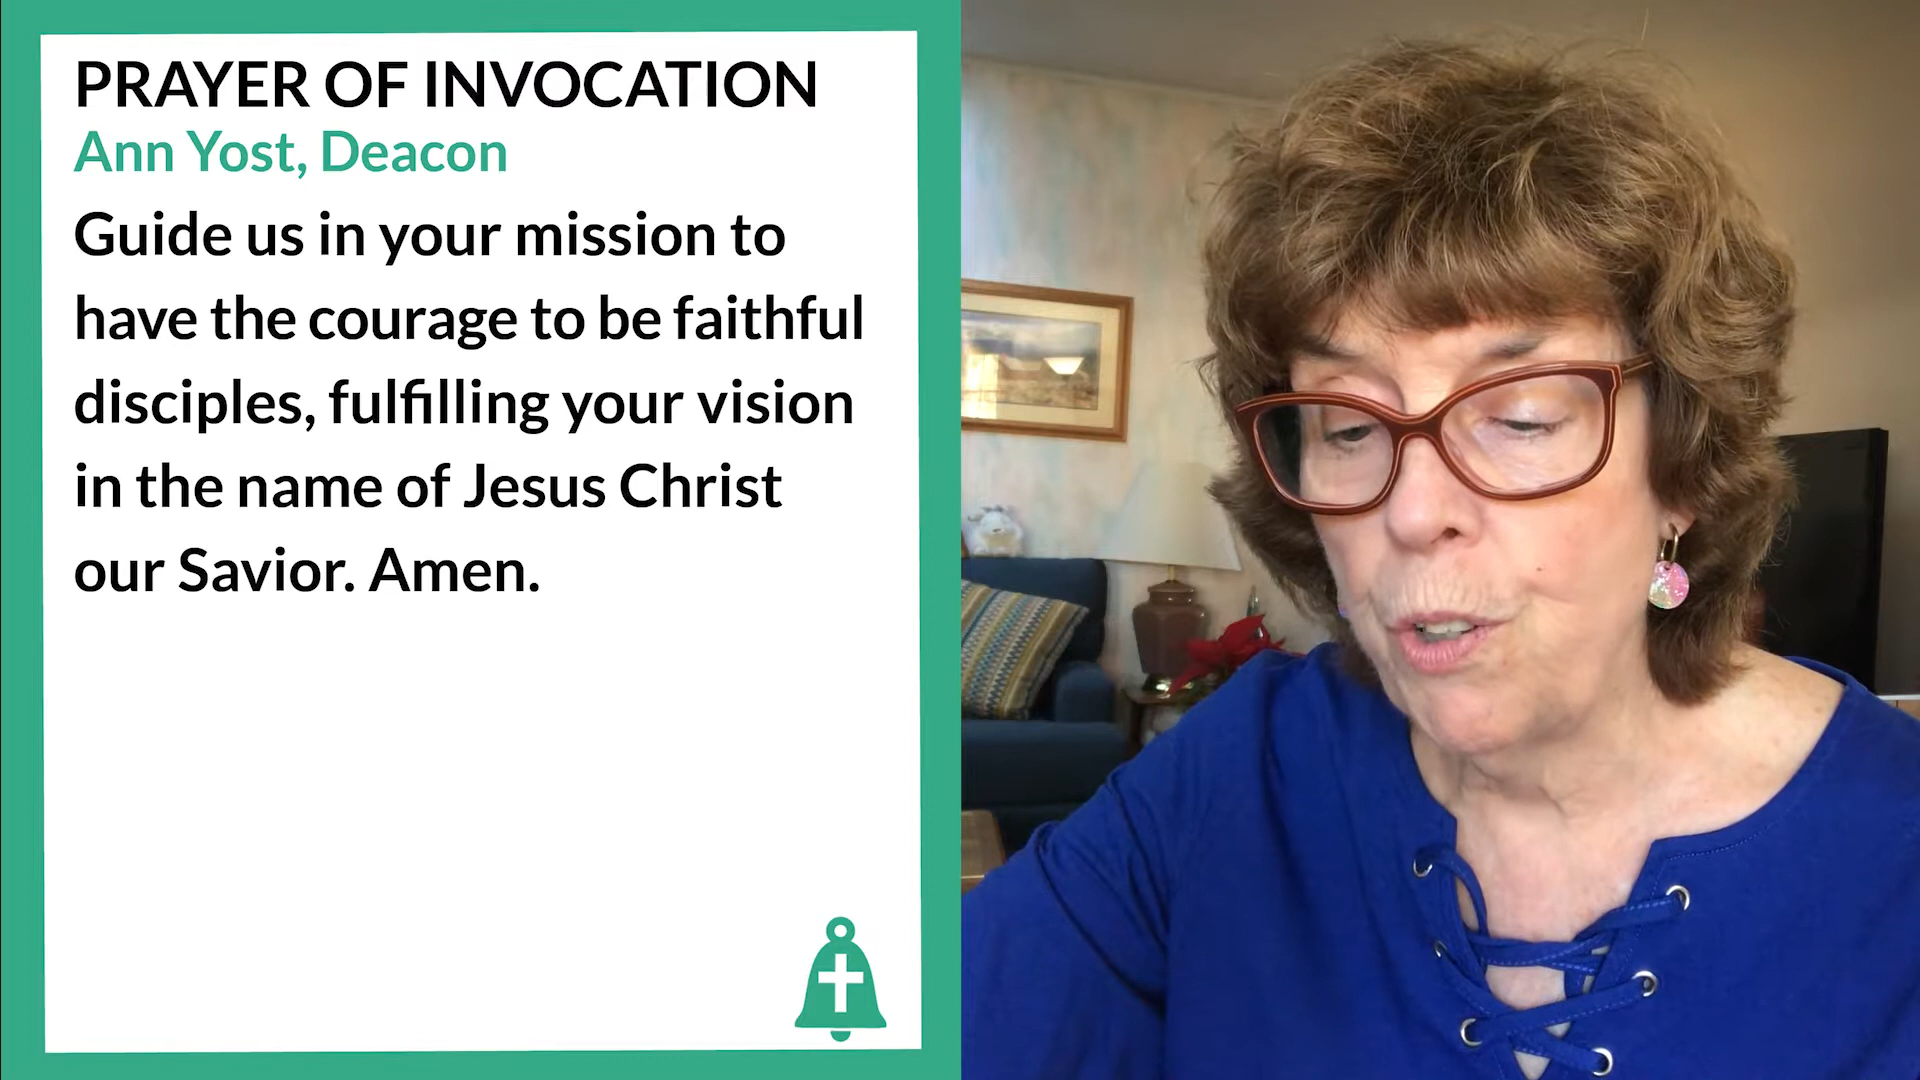 PRAYER OF INVOCATION
Ann Yost, Deacon
Guide us in your mission to
have the courage to be faithful
disciples, fulfilling your vision
in the name of Jesus Christ
our Savior. Amen.